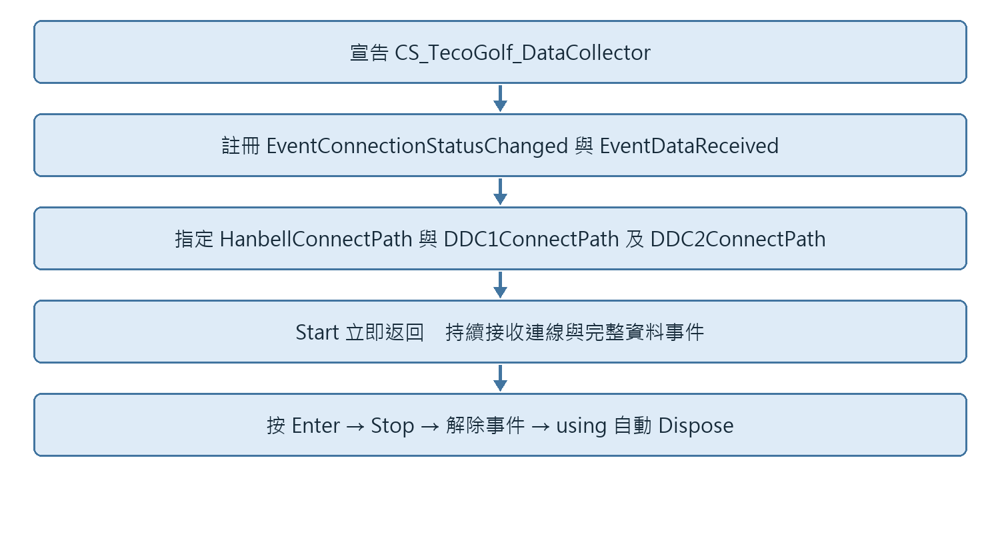 宣告 CS_TecoGolf_DataCollector
註冊 EventConnectionStatusChanged 與 EventDataReceived
指定 HanbellConnectPath 與 DDC1ConnectPath 及 DDC2ConnectPath
Start 立即返回　持續接收連線與完整資料事件
按 Enter → Stop → 解除事件 → using 自動 Dispose